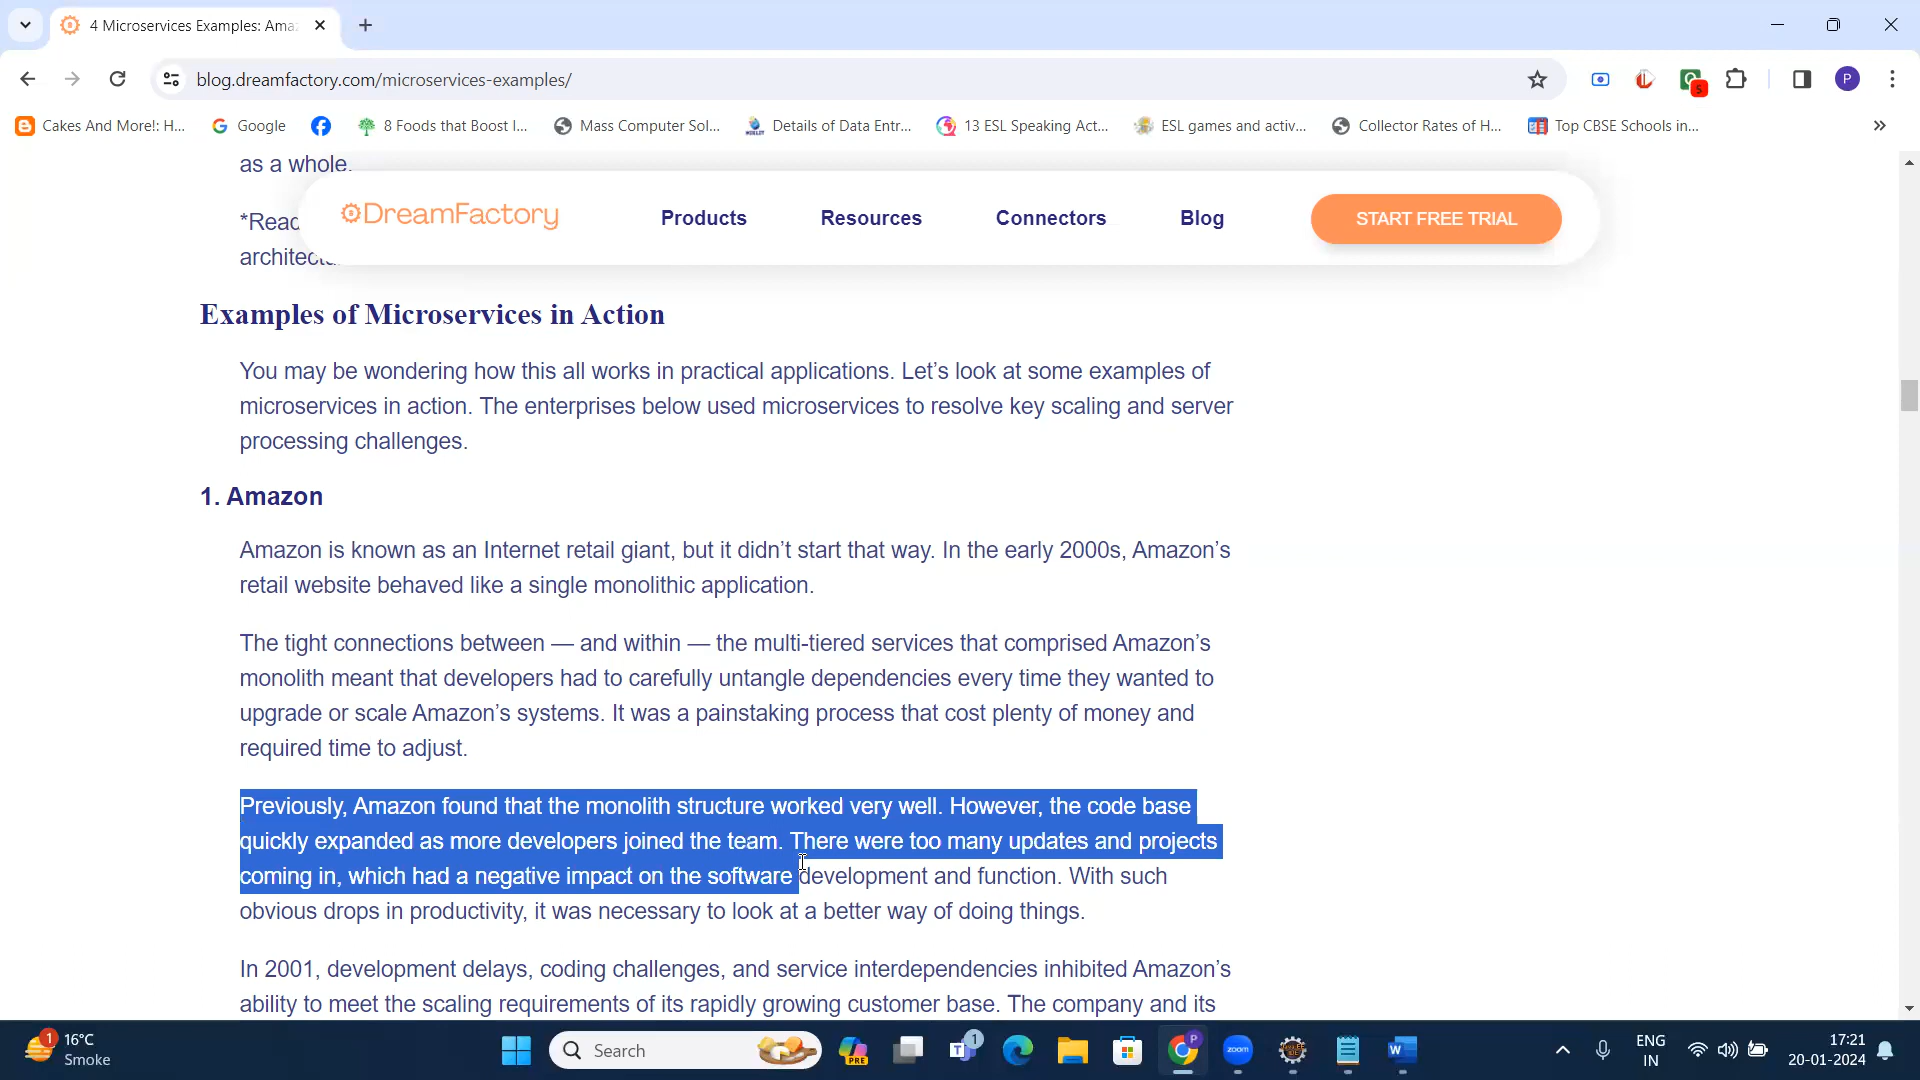 4 Microservices Examples: Ama
blog.dreamfactory.com/microservices-examples/
5
P
Cakes And More!: H...
Google
8 Foods that Boost I...
Mass Computer Sol...
Details of Data Entr...
13 ESL Speaking Act...
ESL games and activ...
Collector Rates of H...
Top CBSE Schools in...
as a whole.
DreamFactory
Products
Resources
Connectors
Blog
START FREE TRIAL
*Read
Examples of Microservices in Action
You may be wondering how this all works in practical applications. Let’s look at some examples of
microservices in action. The enterprises below used microservices to resolve key scaling and server
processing challenges.
1. Amazon
Amazon is known as an Internet retail giant, but it didn’t start that way. In the early 2000s, Amazon’s
retail website behaved like a single monolithic application.
The tight connections between — and within — the multi-tiered services that comprised Amazon’s
monolith meant that developers had to carefully untangle dependencies every time they wanted to
upgrade or scale Amazon’s systems. It was a painstaking process that cost plenty of money and
required time to adjust.
Previously, Amazon found that the monolith structure worked very well. However, the code base
quickly expanded as more developers joined the team. There were too many updates and projects
coming in, which had a negative impact on the software development and function. With such
obvious drops in productivity, it was necessary to look at a better way of doing things.
In 2001, development delays, coding challenges, and service interdependencies inhibited Amazon’s
ability to meet the scaling requirements of its rapidly growing customer base. The company and its
1
16°C
Smoke
Search
PRE
1
P
zoom
ENG
IN
17:21
20-01-2024